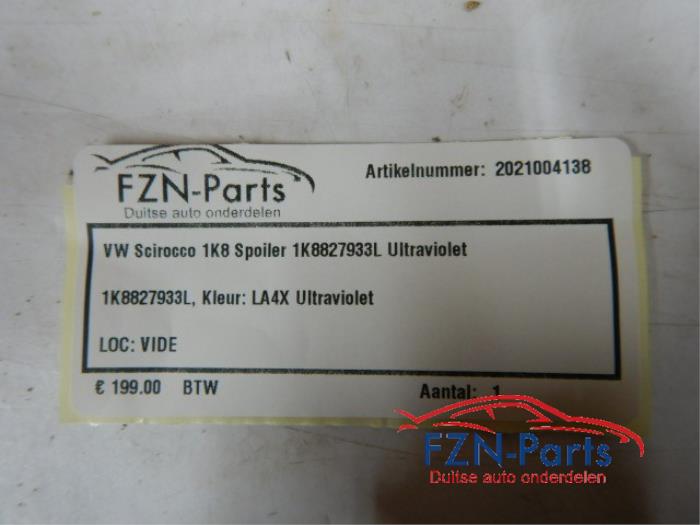 FZN-Parts
Duitse auto onderdelen
Artikelnummer: 2021004138
VW Scirocco 1K8 Spoiler 1K8827933L Ultraviolet
1K8827933L, Kleur: LA4X Ultraviolet
LOC: VIDE
€ 199.00 BTW
Aantal: 1
FZN-Parts
Duitse auto onderdelen